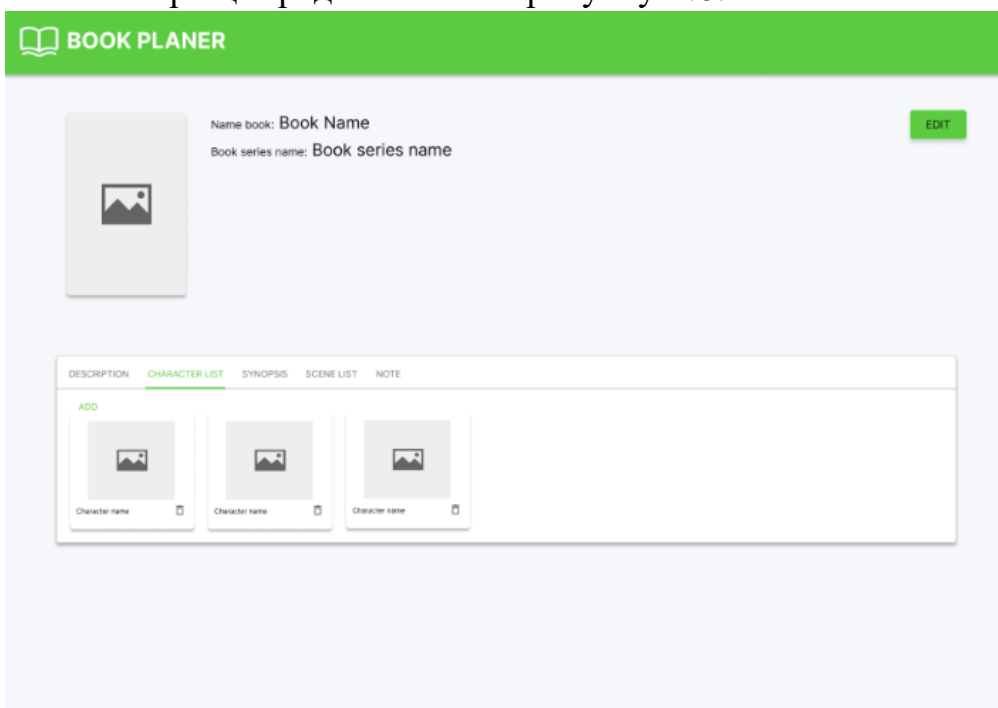 BOOK PLANER
Name book: Book Name
EDIT
Book series name: Book series name
DESCRIPTION CHARACTER LIST SYNOPSIS SCENE LIST NOTE
ADD
Character name Character name Character name